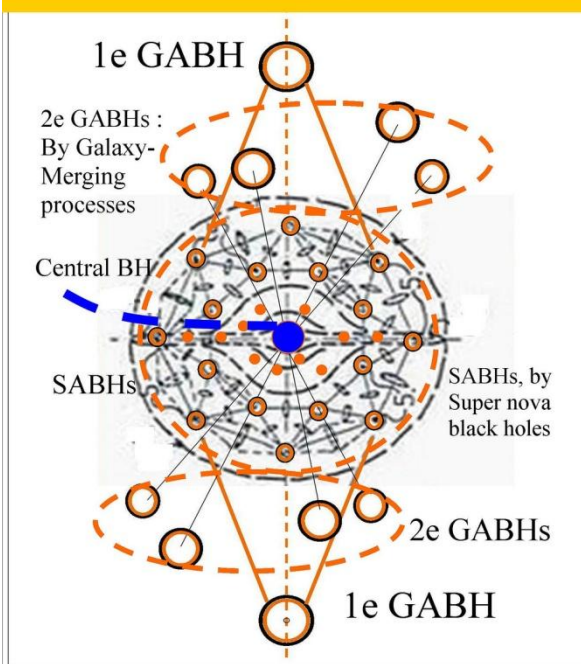 1e GABH
2e GABHs :
By Galaxy-
Merging
processes
Central BH
SABHs
SABHs, by
Super nova
black holes
2e GABHs
1e GABH